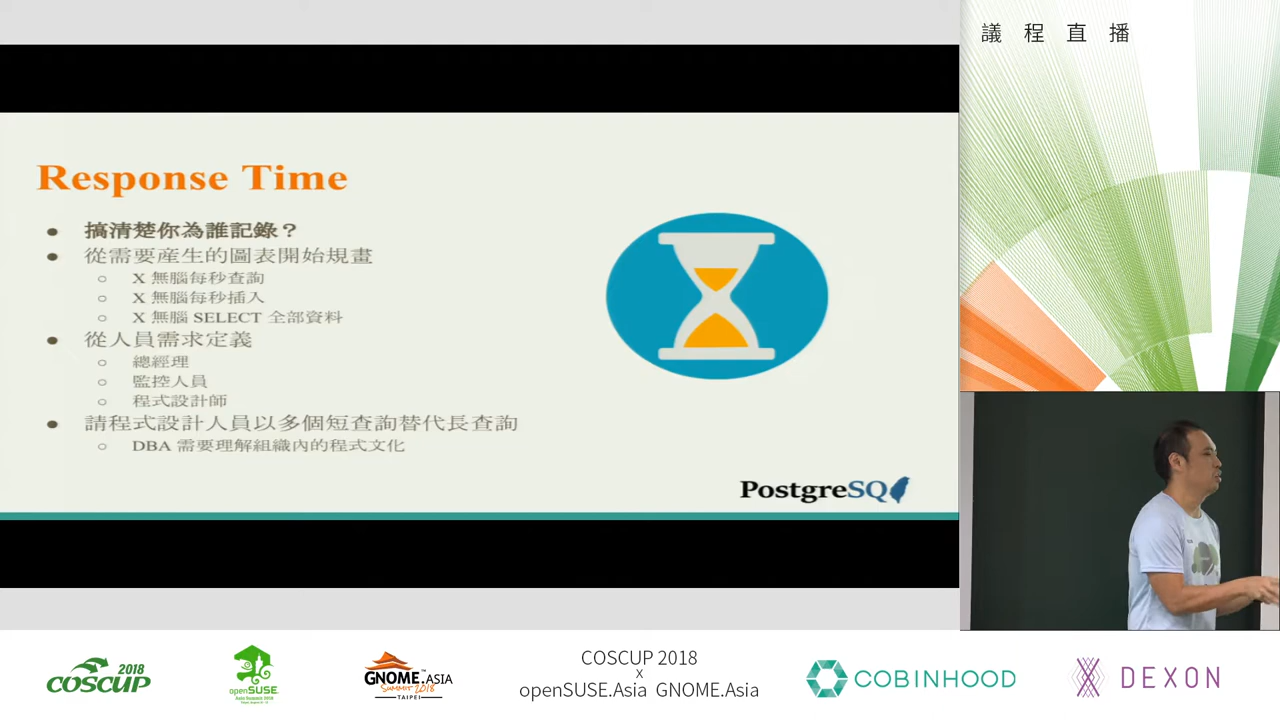 議程直播
Response Time
搞清楚你為誰記錄？
從需要產生的圖表開始規畫
X 無腦每秒查詢
X 無腦每秒插入
X 無腦 SELECT 全部資料
從人員需求定義
總經理
監控人員
程式設計師
請程式設計人員以多個短查詢替代長查詢
DBA 需要理解組織內的程式文化
PostgreSQ
2018
COSCUP
openSUSE
GNOME.ASIA
SUMMIT 2018
TAIPEI
COSCUP 2018
x
openSUSE.Asia GNOME.Asia
COBINHOOD
DEXON